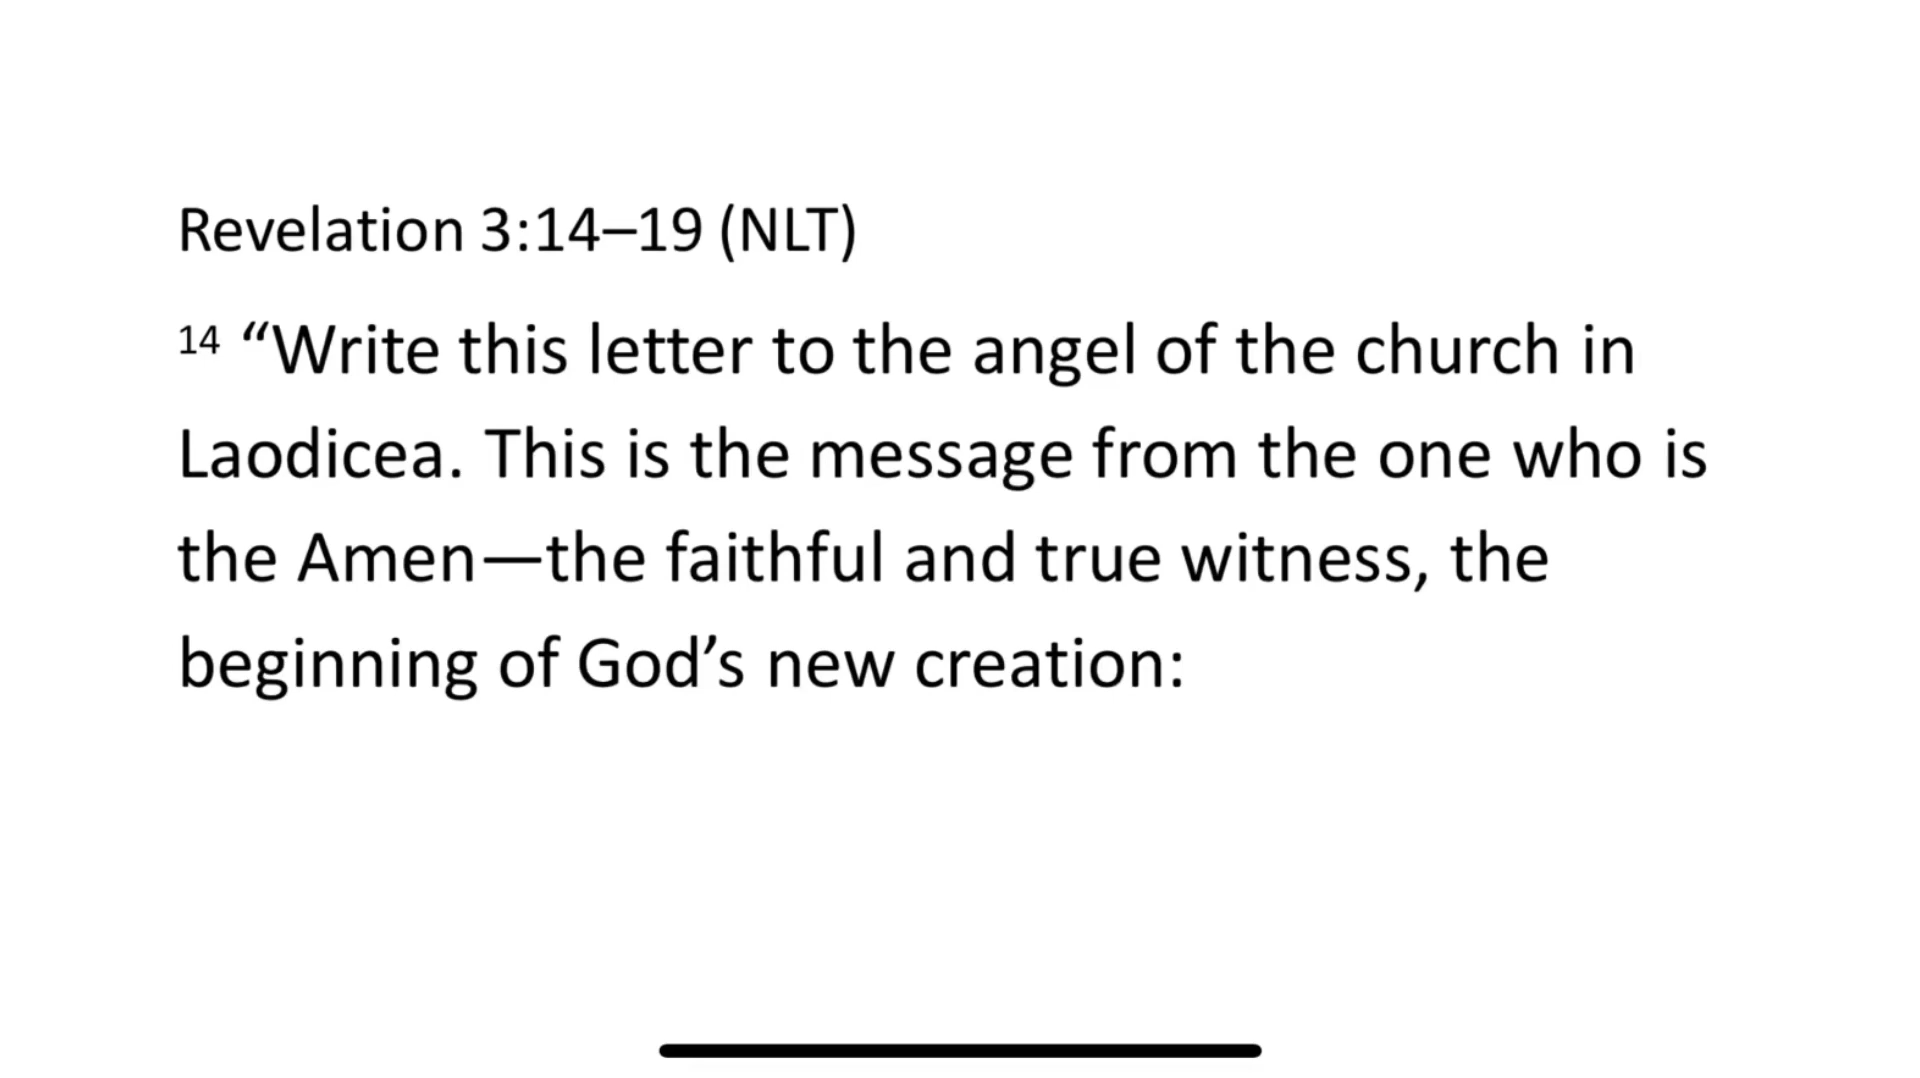 Revelation 3:14–19 (NLT)
14 “Write this letter to the angel of the church in
Laodicea. This is the message from the one who is
the Amen—the faithful and true witness, the
beginning of God’s new creation: